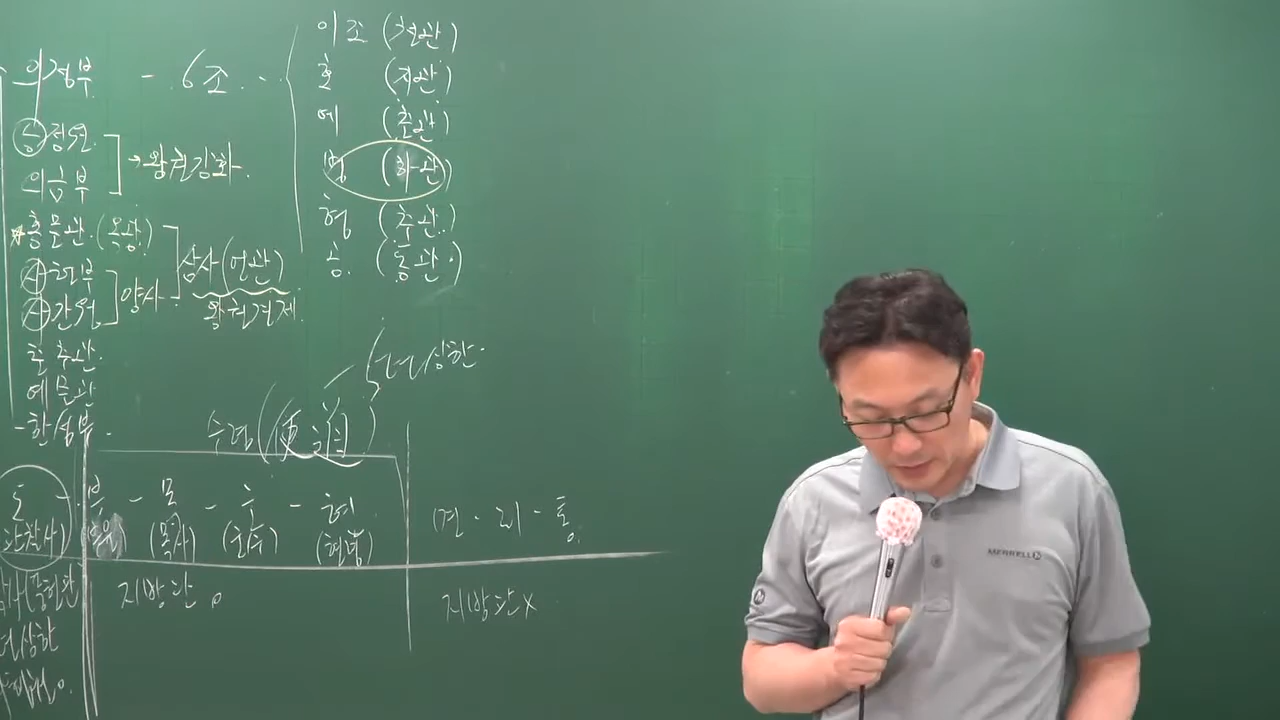 의정부 - 6조 -
이조 (천관)
호 (지관)
예 (춘관)
병 (하관)
형 (추관)
공 (동관)
승정원
의금부
→ 왕권강화
홍문관 (옥당)
사헌부
사간원
양사
삼사 (언관)
왕권견제
춘추관
예문관
한성부
수령 (使道)
상한
도 - 부 - 목 - 군 - 현
(관찰사) (목사) (군수) (현령)
면 - 리 - 통
지방관 o
지방관 x
MERRELL